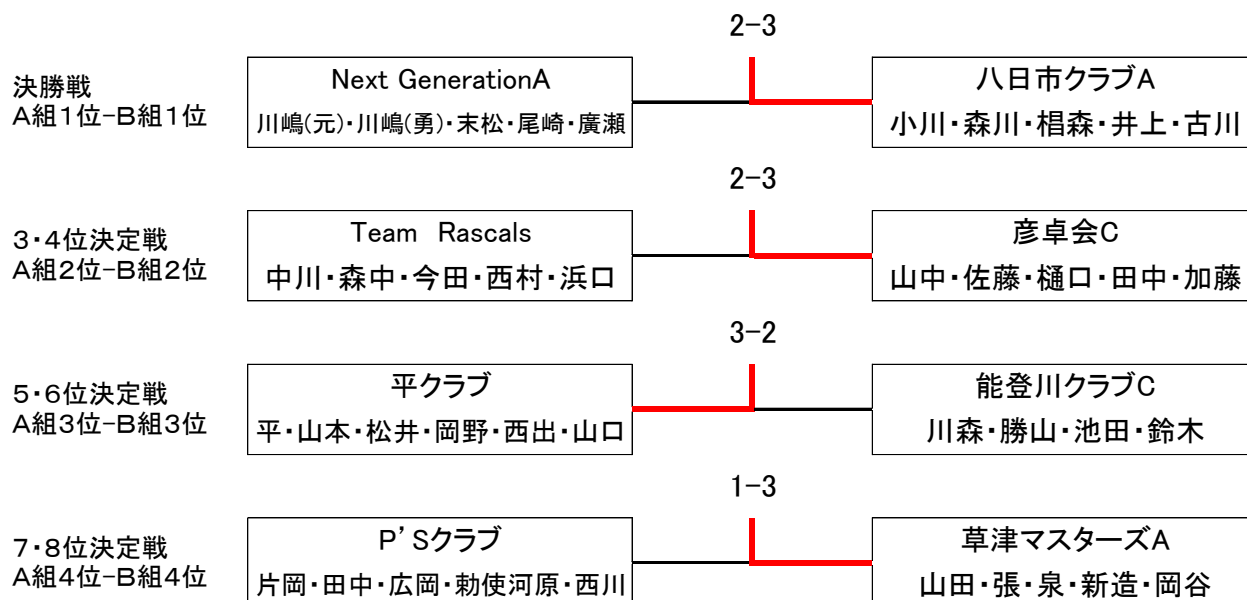 2-3
決勝戦
A組1位-B組1位
Next GenerationA
川嶋(元)・川嶋(勇)・末松・尾崎・廣瀬
八日市クラブA
小川・森川・椙森・井上・古川
2-3
3・4位決定戦
A組2位-B組2位
Team Rascals
中川・森中・今田・西村・浜口
彦卓会C
山中・佐藤・樋口・田中・加藤
3-2
5・6位決定戦
A組3位-B組3位
平クラブ
平・山本・松井・岡野・西出・山口
能登川クラブC
川森・勝山・池田・鈴木
1-3
7・8位決定戦
A組4位-B組4位
P'Sクラブ
片岡・田中・広岡・勅使河原・西川
草津マスターズA
山田・張・泉・新造・岡谷